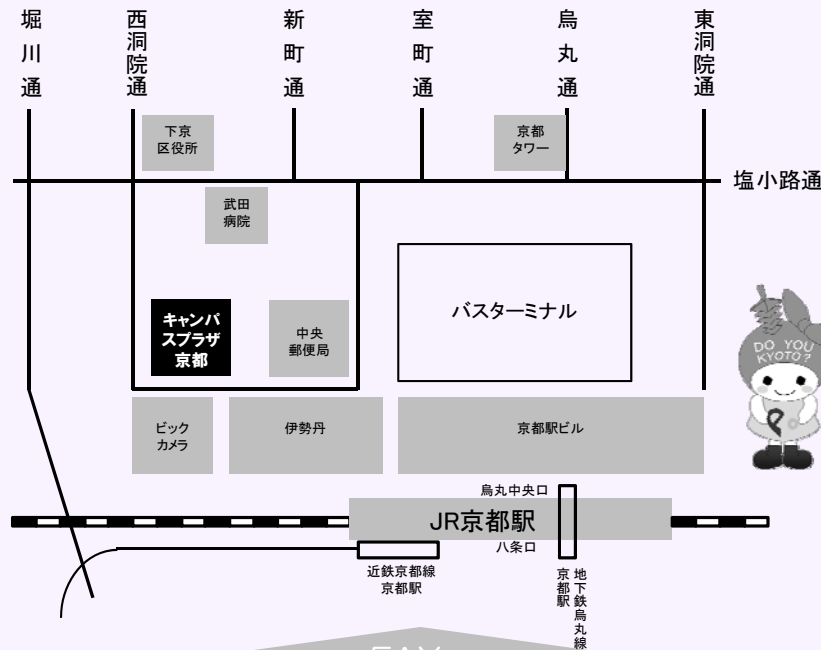 堀川通
西洞院通
新町通
室町通
烏丸通
東洞院通
下京
区役所
京都
タワー
塩小路通
武田
病院
キャンパ
スプラザ
京都
中央
郵便局
バスターミナル
DO YOU
KYOTO?
ビック
カメラ
伊勢丹
京都駅ビル
烏丸中央口
JR京都駅
八条口
近鉄京都線
京都駅
地下鉄烏丸線
京都駅